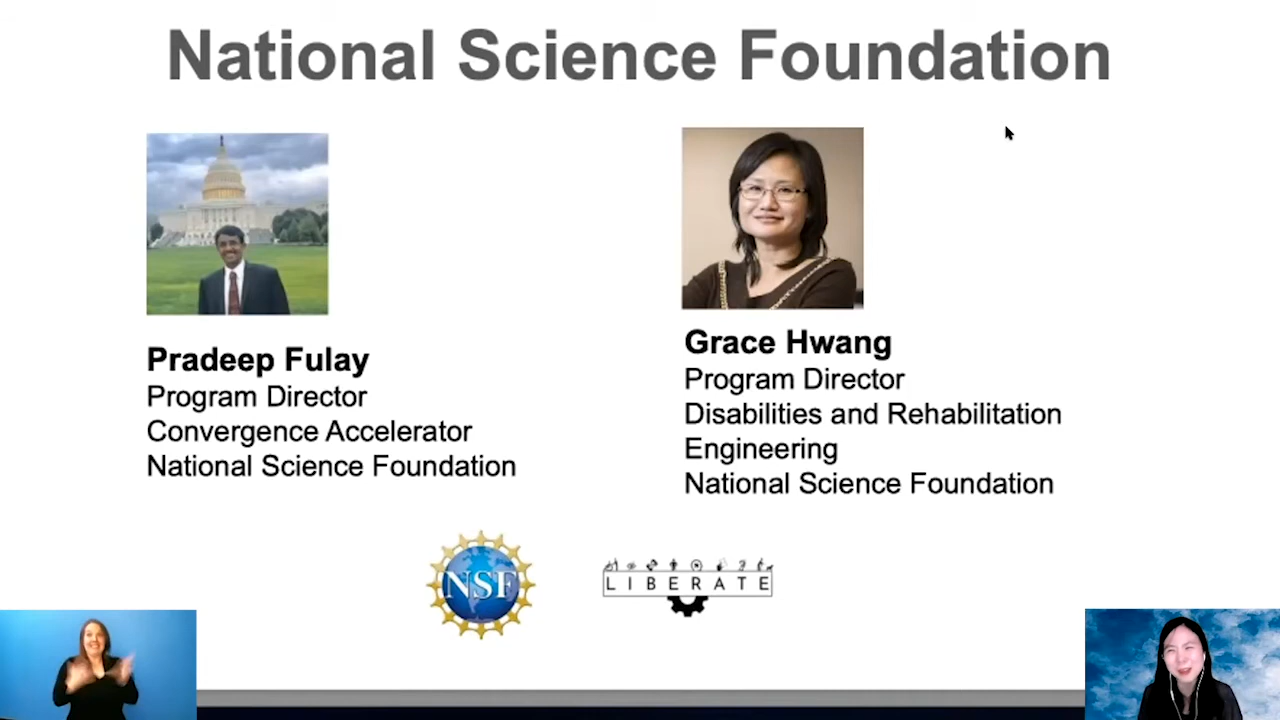 National Science Foundation
Pradeep Fulay
Program Director
Convergence Accelerator
National Science Foundation
Grace Hwang
Program Director
Disabilities and Rehabilitation
Engineering
National Science Foundation
NSF
LIBERATE